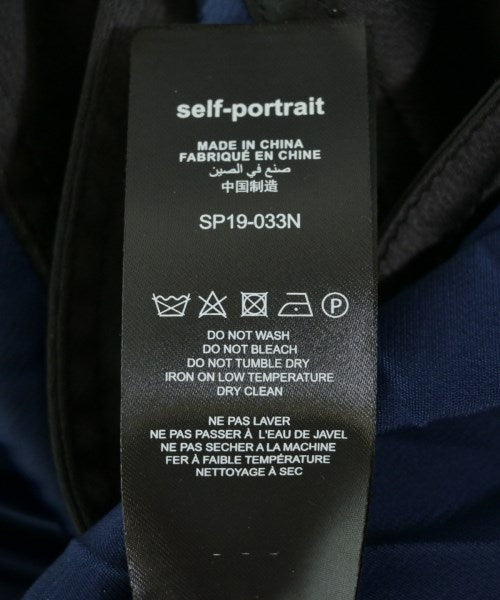 self-portrait
MADE IN CHINA
FABRIQUÉ EN CHINE
صنع في الصين
中国制造
SP19-033N
P
DO NOT WASH
DO NOT BLEACH
DO NOT TUMBLE DRY
IRON ON LOW TEMPERATURE
DRY CLEAN
NE PAS LAVER
NE PAS PASSER À L'EAU DE JAVEL
NE PAS SECHER A LA MACHINE
FER À FAIBLE TEMPÉRATURE
NETTOYAGE À SEC